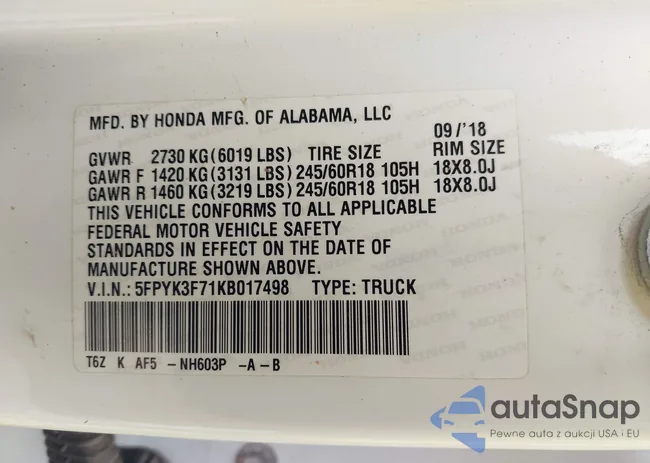 MFD. BY HONDA MFG. OF ALABAMA, LLC
09/'18
GVWR 2730 KG(6019 LBS) TIRE SIZE RIM SIZE
GAWR F 1420 KG(3131 LBS)245/60R18 105H 18X8.0J
GAWR R 1460 KG(3219 LBS)245/60R18 105H 18X8.0J
THIS VEHICLE CONFORMS TO ALL APPLICABLE
FEDERAL MOTOR VEHICLE SAFETY
STANDARDS IN EFFECT ON THE DATE OF
MANUFACTURE SHOWN ABOVE.
V.I.N.: 5FPYK3F71KB017498 TYPE: TRUCK
T6Z K AF5 -NH603P -A-B
autaSnap
Pewne auta z aukcji USA i EU